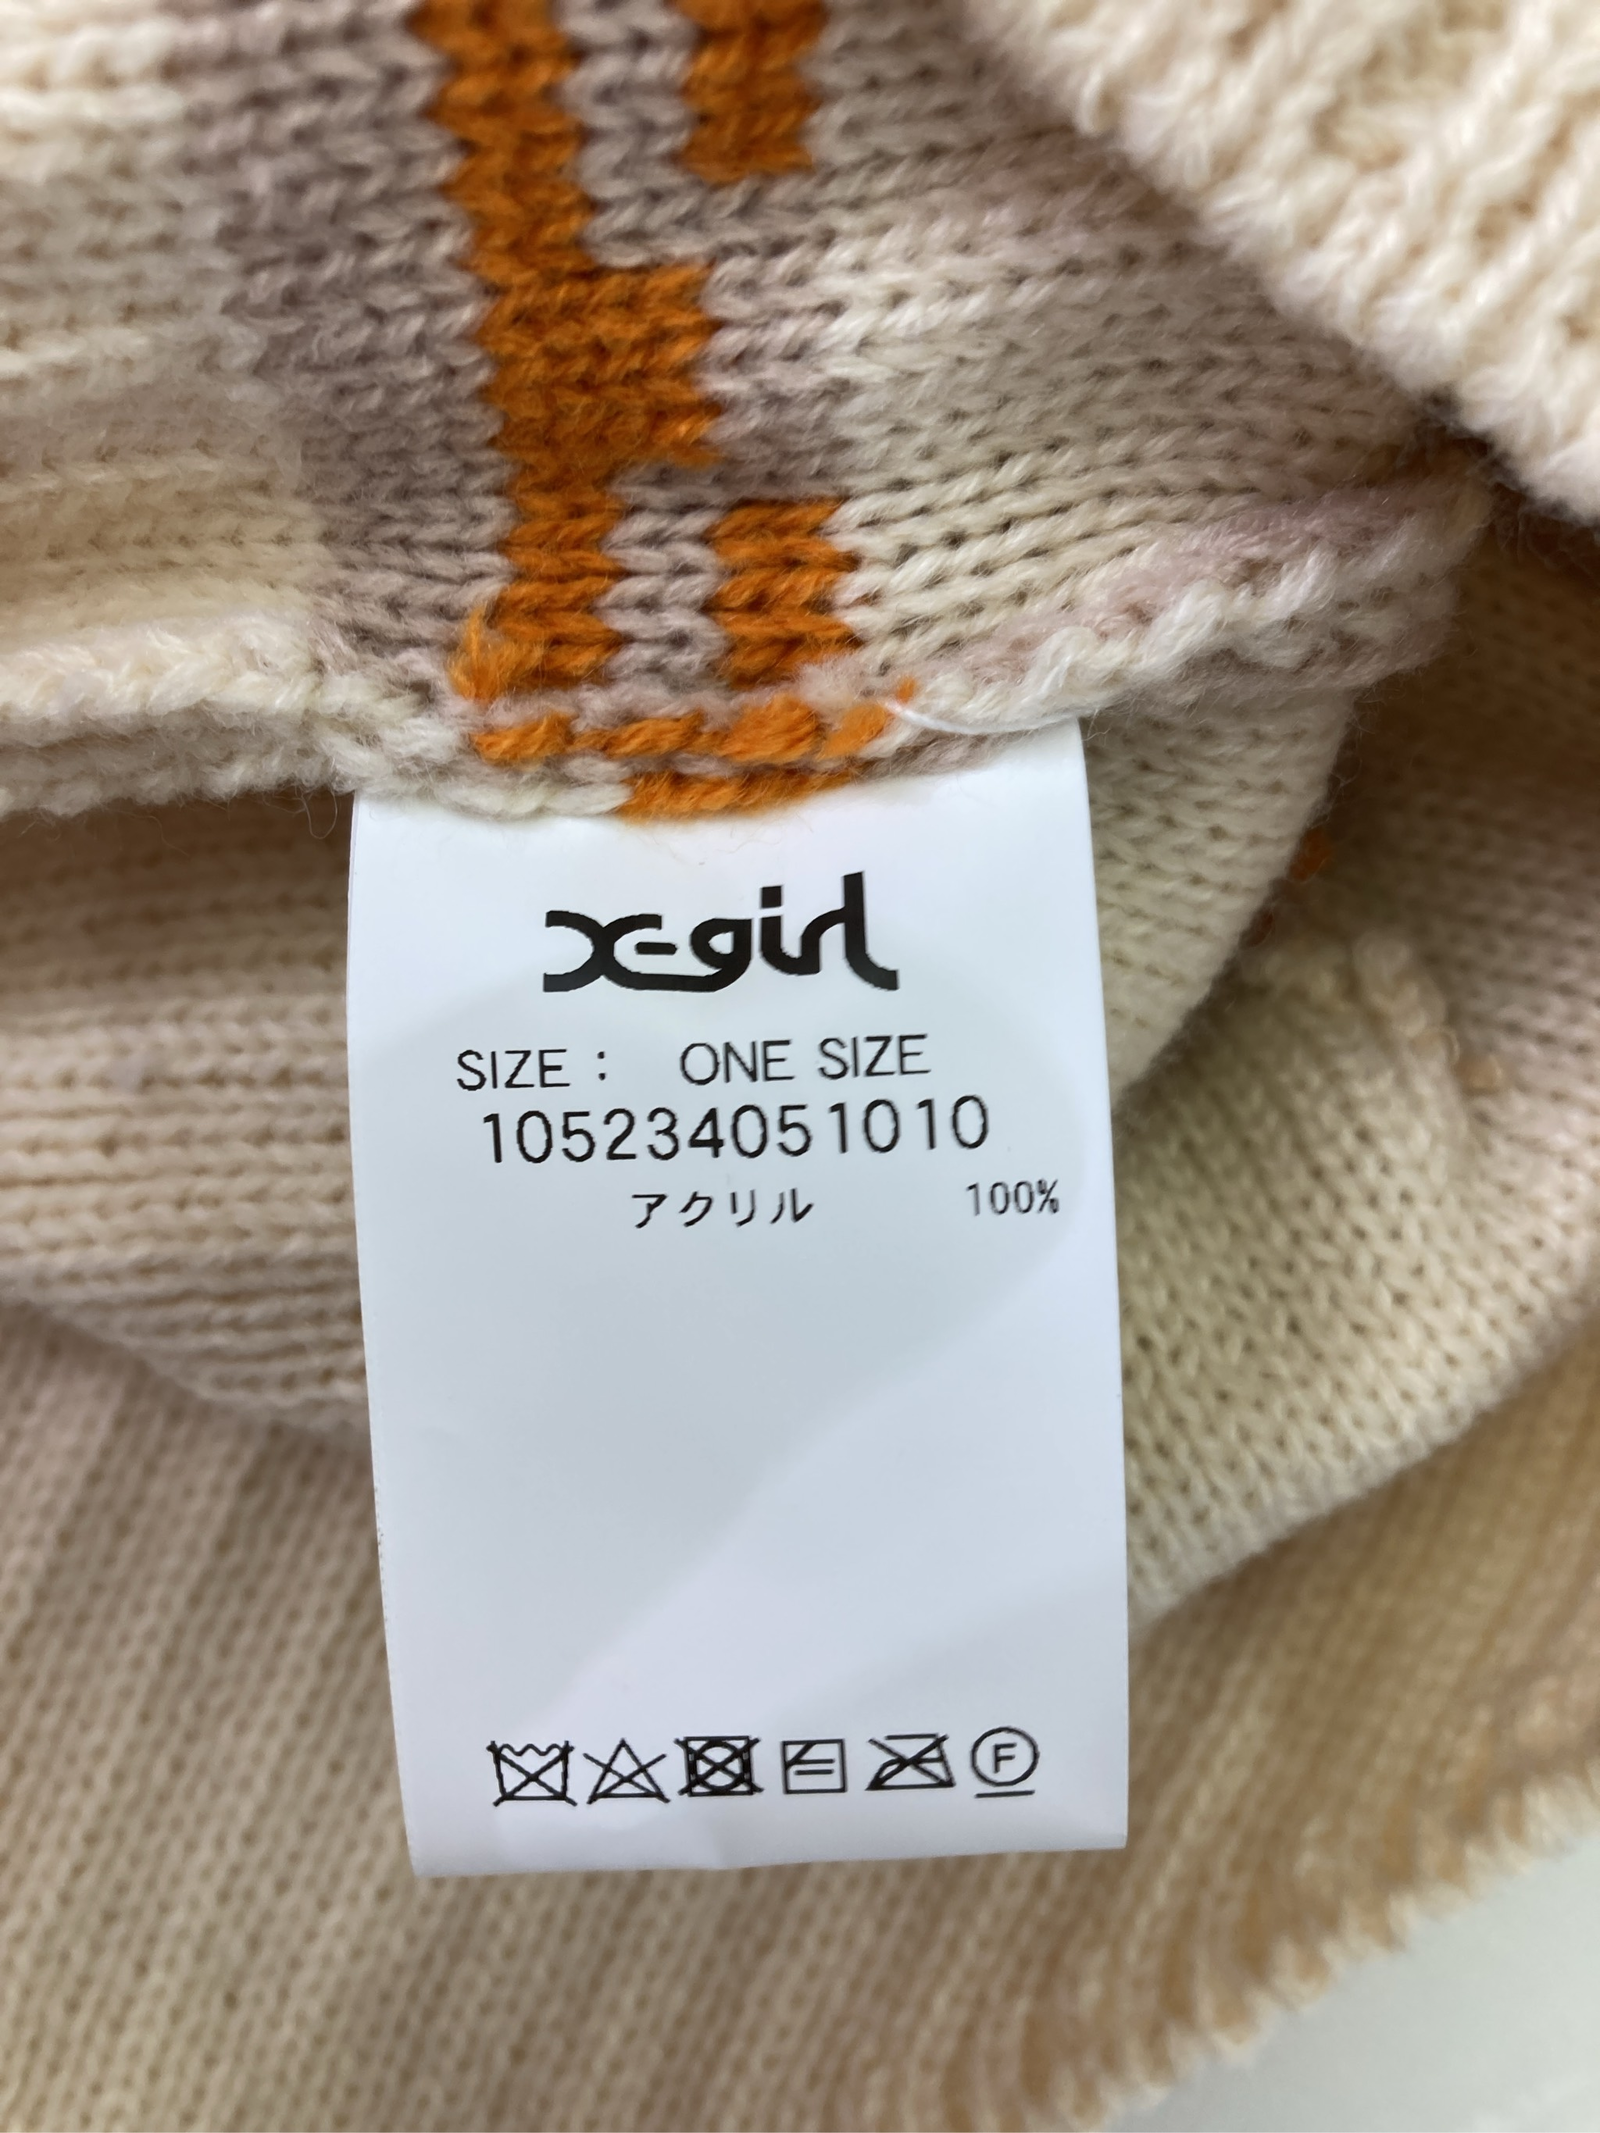 X-girl
SIZE : ONE SIZE
105234051010
アクリル 100%
F